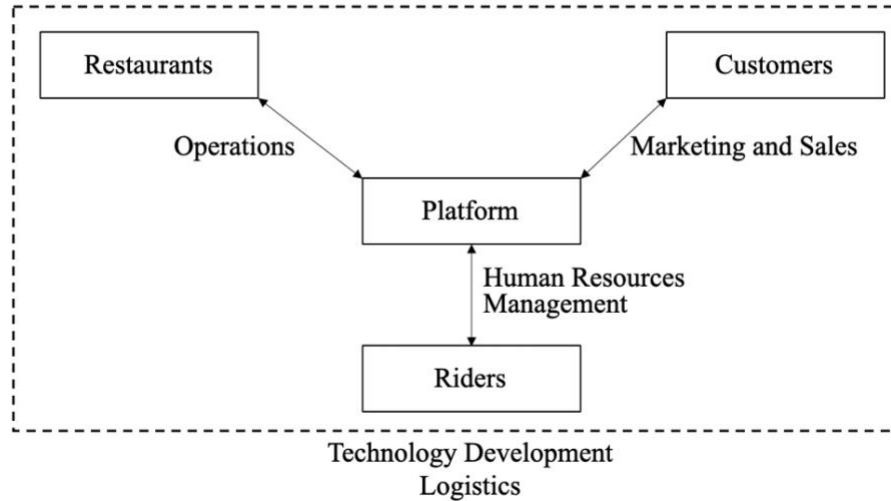 Restaurants
Customers
Operations
Marketing and Sales
Platform
Human Resources
Management
Riders
Technology Development
Logistics